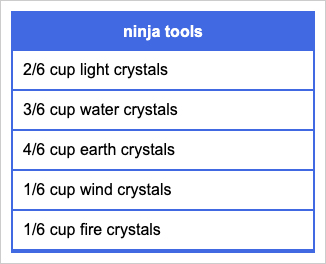 ninja tools
2/6 cup light crystals
3/6 cup water crystals
4/6 cup earth crystals
1/6 cup wind crystals
1/6 cup fire crystals